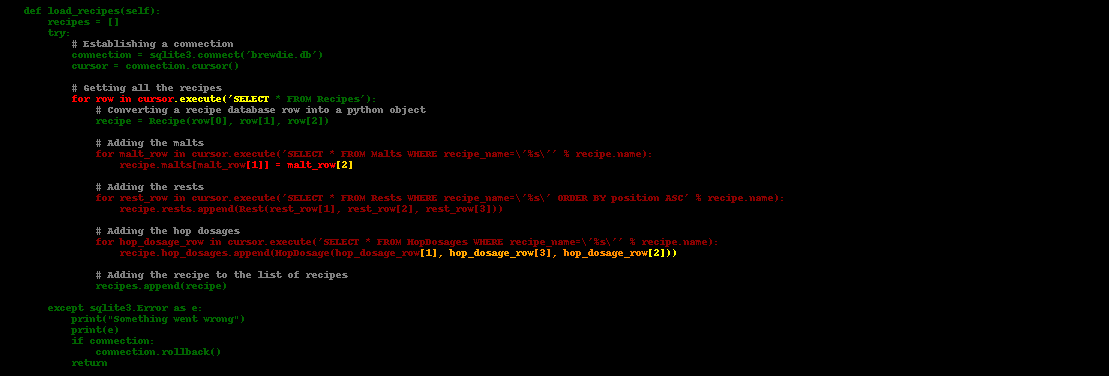 def load_recipes(self):
    recipes = []
    try:
        # Establishing a connection
        connection = sqlite3.connect('brewdie.db')
        cursor = connection.cursor()

        # Getting all the recipes
        for row in cursor.execute('SELECT * FROM Recipes'):
            # Converting a recipe database row into a python object
            recipe = Recipe(row[0], row[1], row[2])

            # Adding the malts
            for malt_row in cursor.execute('SELECT * FROM Malts WHERE recipe_name=\'%s\'' % recipe.name):
                recipe.malts[malt_row[1]] = malt_row[2]

            # Adding the rests
            for rest_row in cursor.execute('SELECT * FROM Rests WHERE recipe_name=\'%s\' ORDER BY position ASC' % recipe.name):
                recipe.rests.append(Rest(rest_row[1], rest_row[2], rest_row[3]))

            # Adding the hop dosages
            for hop_dosage_row in cursor.execute('SELECT * FROM HopDosages WHERE recipe_name=\'%s\'' % recipe.name):
                recipe.hop_dosages.append(HopDosage(hop_dosage_row[1], hop_dosage_row[3], hop_dosage_row[2]))

            # Adding the recipe to the list of recipes
            recipes.append(recipe)

    except sqlite3.Error as e:
        print("Something went wrong")
        print(e)
        if connection:
            connection.rollback()
        return